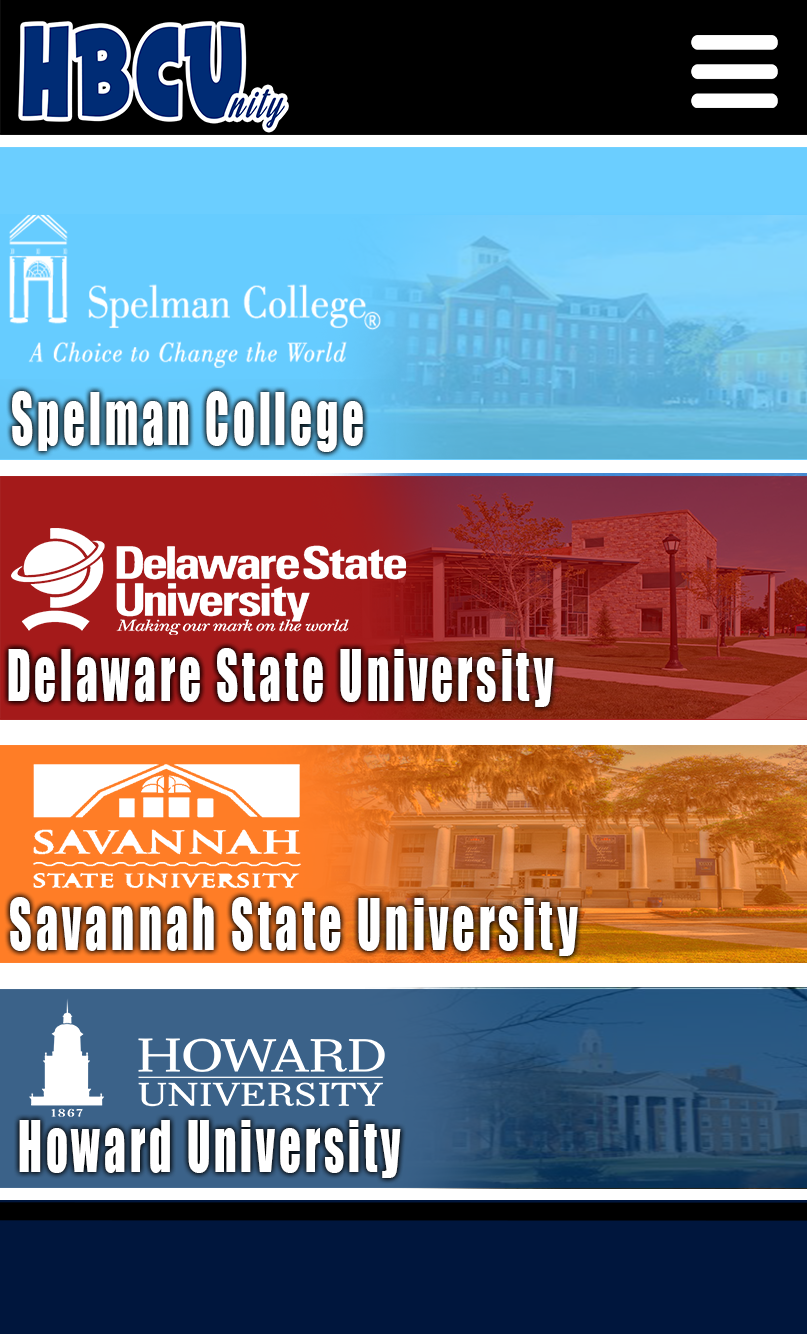 HBCUnity
Spelman College®
A Choice to Change the World
Spelman College
Delaware State
University
Making our mark on the world
Delaware State University
SAVANNAH
STATE UNIVERSITY
Savannah State University
HOWARD
UNIVERSITY
1867
Howard University